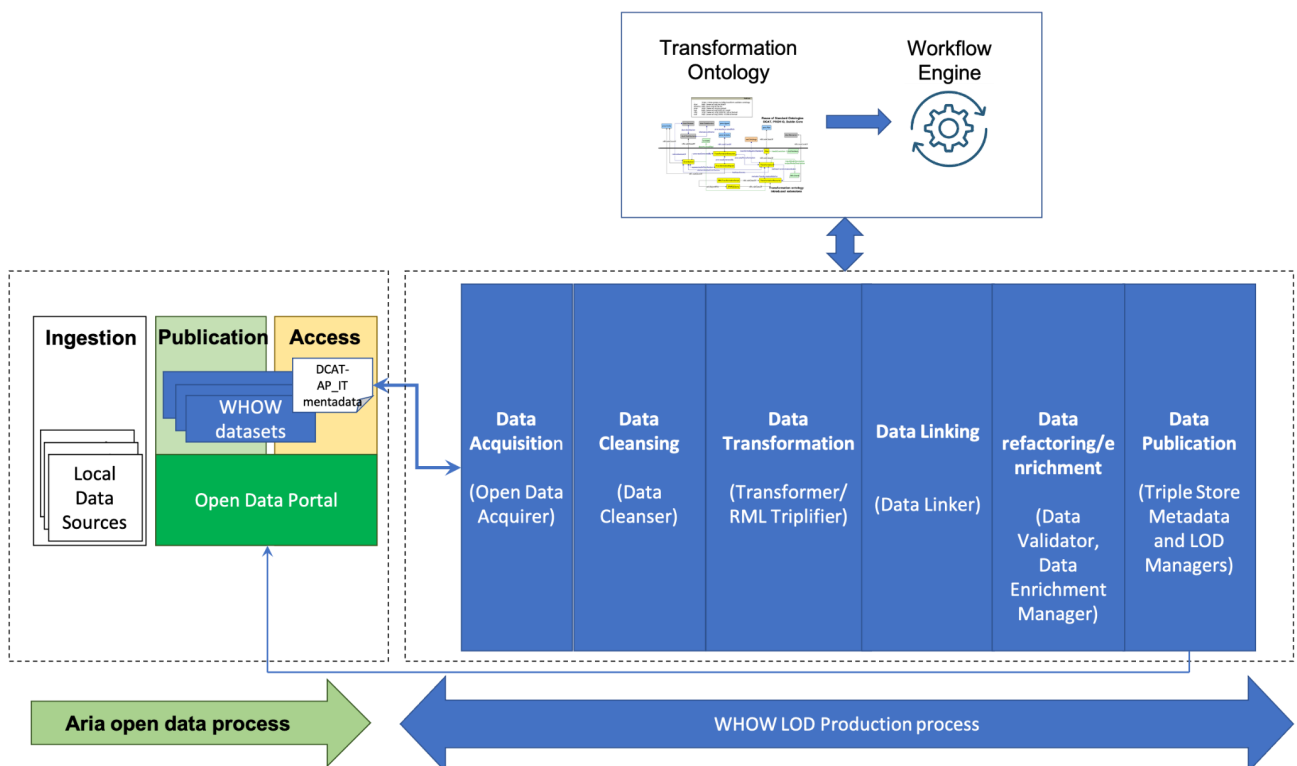 Transformation
Ontology
Workflow
Engine
Ingestion
Publication
Access
DCAT-
AP_IT
mentadata
WHOW
datasets
Local
Data
Sources
Open Data Portal
Data
Acquisition
(Open Data
Acquirer)
Data
Cleansing
(Data
Cleanser)
Data
Transformation
(Transformer/
RML Triplifier)
Data Linking
(Data Linker)
Data
refactoring/e
nrichment
(Data
Validator,
Data
Enrichment
Manager)
Data
Publication
(Triple Store
Metadata
and LOD
Managers)
Aria open data process
WHOW LOD Production process